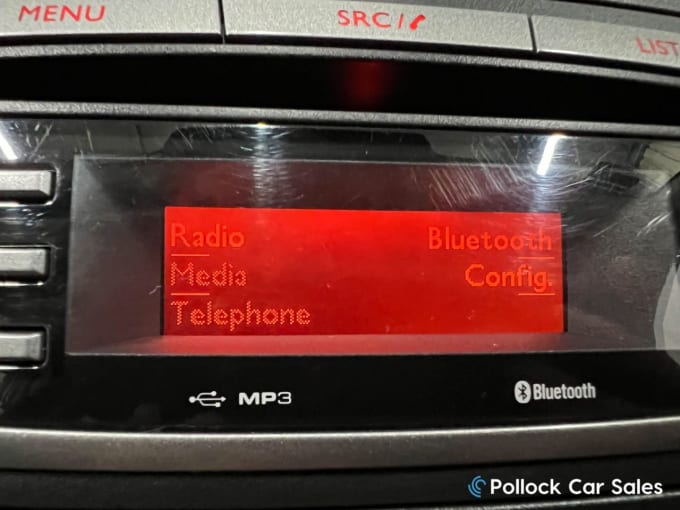 MENU SRC/ LIST
Radio Bluetooth
Media Config.
Telephone
MP3 Bluetooth
Pollock Car Sales